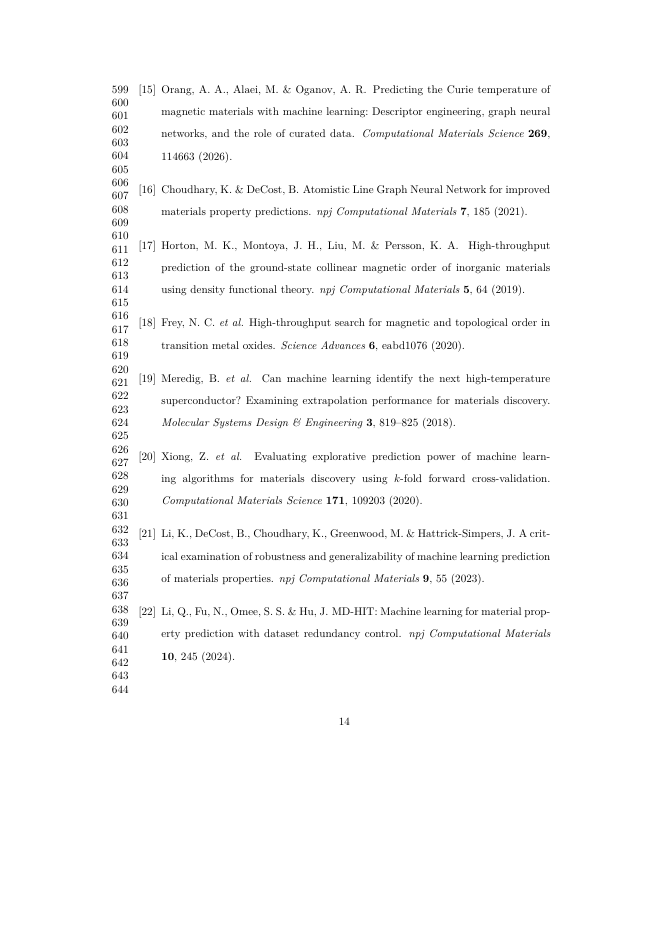 599 [15] Orang, A. A., Alaei, M. & Oganov, A. R. Predicting the Curie temperature of
600
601 magnetic materials with machine learning: Descriptor engineering, graph neural
602 networks, and the role of curated data. Computational Materials Science 269,
603
604 114663 (2026).
605
606 [16] Choudhary, K. & DeCost, B. Atomistic Line Graph Neural Network for improved
607
608 materials property predictions. npj Computational Materials 7, 185 (2021).
609
610
611 [17] Horton, M. K., Montoya, J. H., Liu, M. & Persson, K. A. High-throughput
612 prediction of the ground-state collinear magnetic order of inorganic materials
613
614 using density functional theory. npj Computational Materials 5, 64 (2019).
615
616
617 [18] Frey, N. C. et al. High-throughput search for magnetic and topological order in
618 transition metal oxides. Science Advances 6, eabd1076 (2020).
619
620
621 [19] Meredig, B. et al. Can machine learning identify the next high-temperature
622 superconductor? Examining extrapolation performance for materials discovery.
623
624 Molecular Systems Design & Engineering 3, 819–825 (2018).
625
626
627 [20] Xiong, Z. et al. Evaluating explorative prediction power of machine learn-
628 ing algorithms for materials discovery using k-fold forward cross-validation.
629
630 Computational Materials Science 171, 109203 (2020).
631
632 [21] Li, K., DeCost, B., Choudhary, K., Greenwood, M. & Hattrick-Simpers, J. A crit-
633
634 ical examination of robustness and generalizability of machine learning prediction
635
636 of materials properties. npj Computational Materials 9, 55 (2023).
637
638 [22] Li, Q., Fu, N., Omee, S. S. & Hu, J. MD-HIT: Machine learning for material prop-
639
640 erty prediction with dataset redundancy control. npj Computational Materials
641
642 10, 245 (2024).
643
644
14